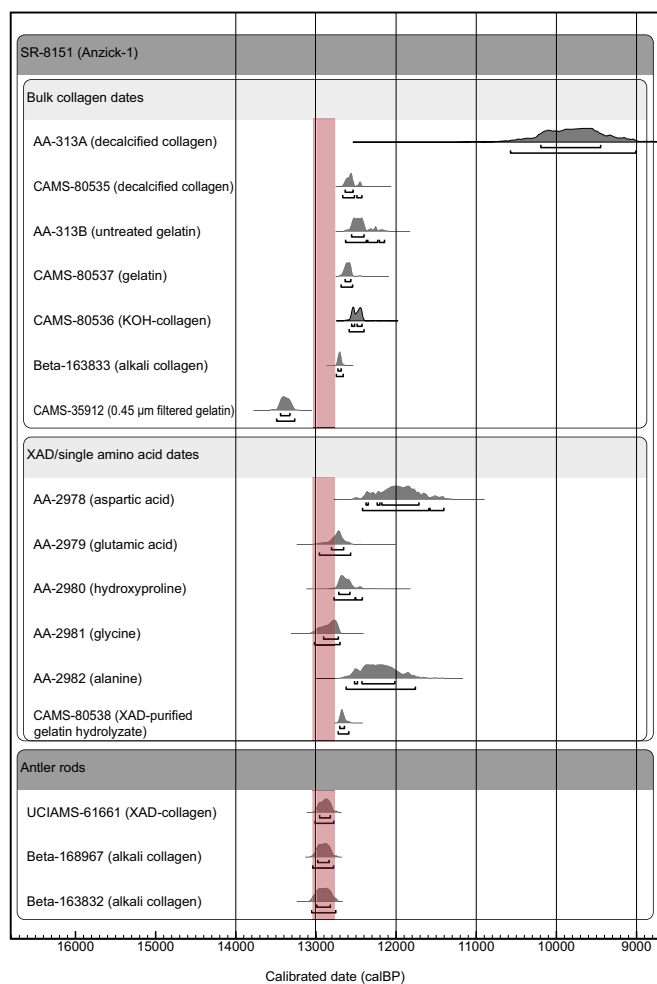 SR-8151 (Anzick-1)
Bulk collagen dates
AA-313A (decalcified collagen)
CAMS-80535 (decalcified collagen)
AA-313B (untreated gelatin)
CAMS-80537 (gelatin)
CAMS-80536 (KOH-collagen)
Beta-163833 (alkali collagen)
CAMS-35912 (0.45 µm filtered gelatin)
XAD/single amino acid dates
AA-2978 (aspartic acid)
AA-2979 (glutamic acid)
AA-2980 (hydroxyproline)
AA-2981 (glycine)
AA-2982 (alanine)
CAMS-80538 (XAD-purified
gelatin hydrolyzate)
Antler rods
UCIAMS-61661 (XAD-collagen)
Beta-168967 (alkali collagen)
Beta-163832 (alkali collagen)
16000 15000 14000 13000 12000 11000 10000 9000
Calibrated date (calBP)